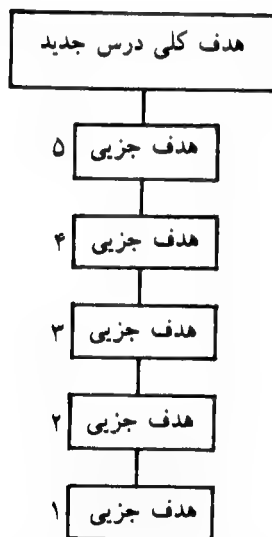 هدف کلی درس جدید
هدف جزیی ۵
هدف جزیی ۴
هدف جزیی ۳
هدف جزیی ۲
هدف جزیی ۱